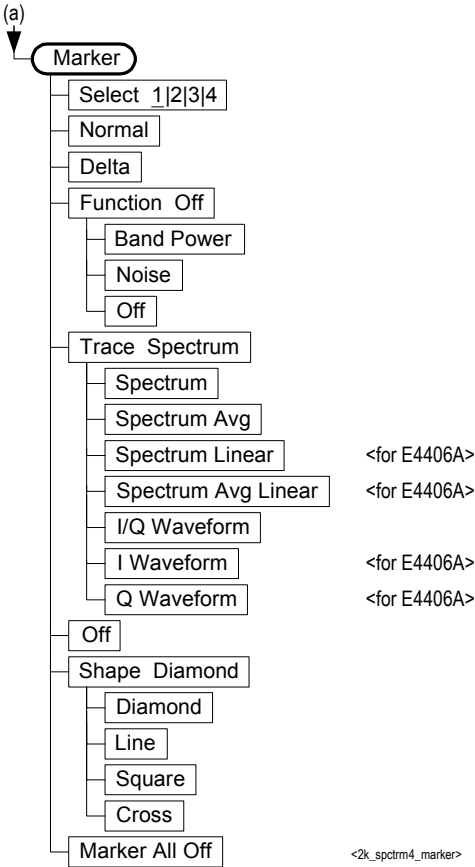 (a)
Marker
Select 1|2|3|4
Normal
Delta
Function Off
Band Power
Noise
Off
Trace Spectrum
Spectrum
Spectrum Avg
Spectrum Linear <for E4406A>
Spectrum Avg Linear <for E4406A>
I/Q Waveform
I Waveform <for E4406A>
Q Waveform <for E4406A>
Off
Shape Diamond
Diamond
Line
Square
Cross
Marker All Off <2k_spctrm4_marker>